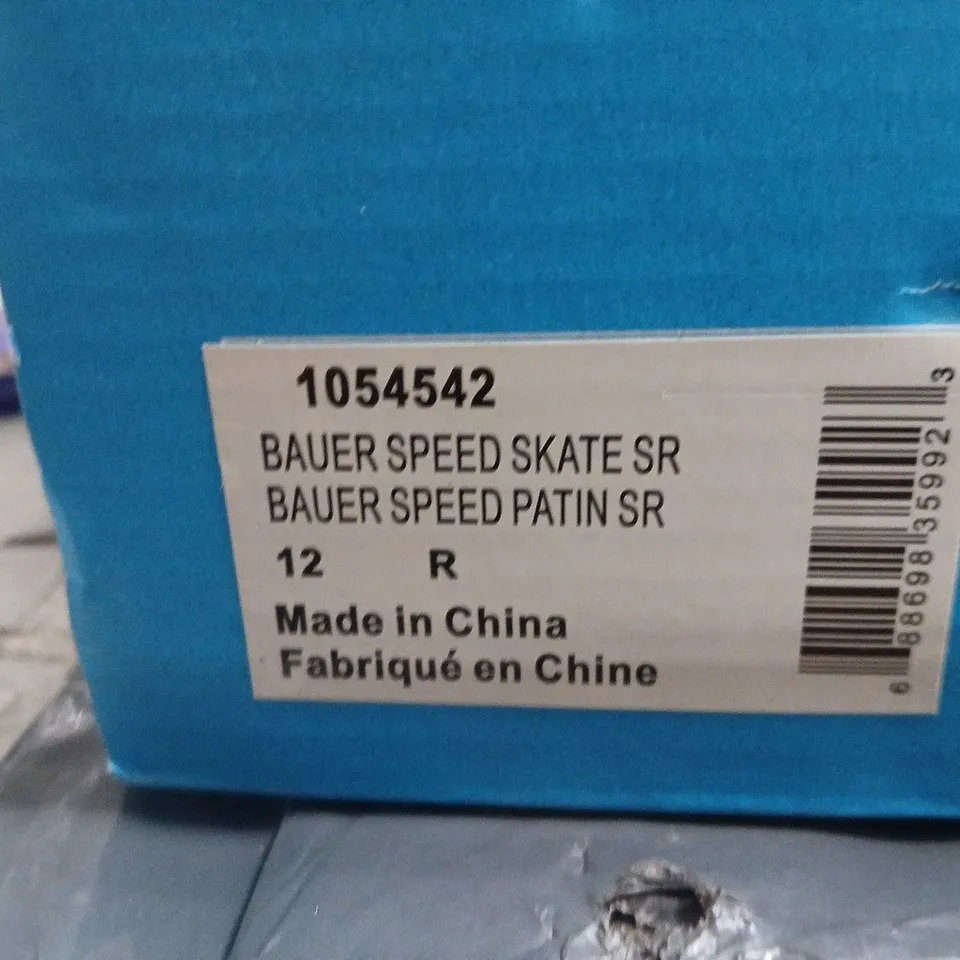 1054542
BAUER SPEED SKATE SR
BAUER SPEED PATIN SR
12 R
Made in China
Fabriqué en Chine
6 88698 35992 3